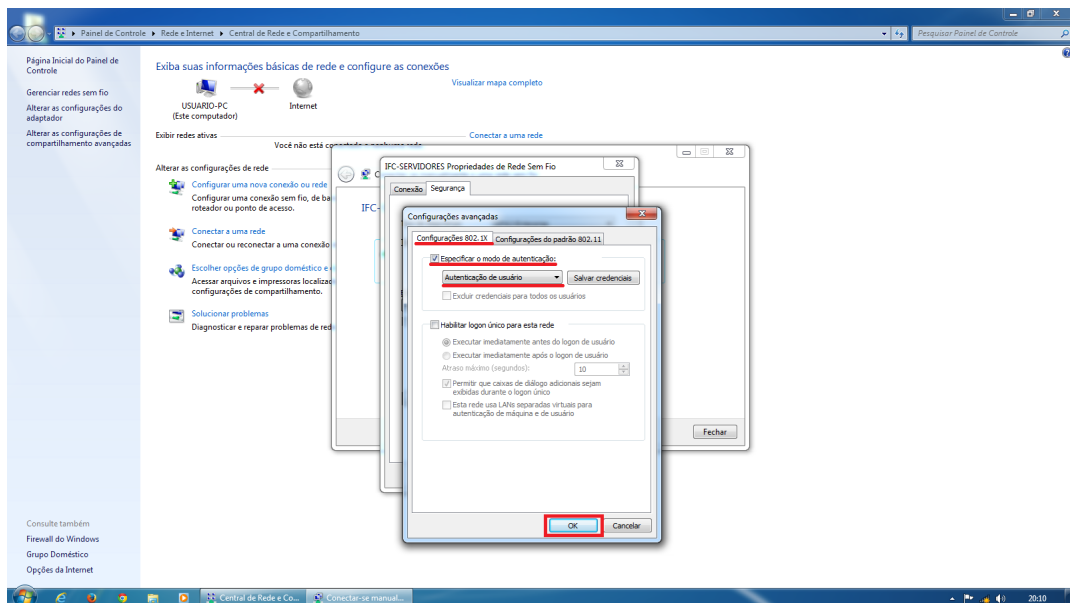 Painel de Controle ▸ Rede e Internet ▸ Central de Rede e Compartilhamento
Pesquisar Painel de Controle
Página Inicial do Painel de
Controle
Gerenciar redes sem fio
Alterar as configurações do
adaptador
Alterar as configurações de
compartilhamento avançadas
Exiba suas informações básicas de rede e configure as conexões
Visualizar mapa completo
USUARIO-PC
(Este computador)
Internet
Exibir redes ativas
Conectar a uma rede
Você não está
Alterar as configurações de rede
Configurar uma nova conexão ou rede
Configurar uma conexão sem fio, de
roteador ou ponto de acesso.
Conectar a uma rede
Conectar ou reconectar a uma conexão
Escolher opções de grupo doméstico e
Acessar arquivos e impressoras
configurações de compartilhamento.
Solucionar problemas
Diagnosticar e reparar problemas de
IFC-
Fechar
IFC-SERVIDORES Propriedades de Rede Sem Fio
Conexão
Segurança
Configurações avançadas
Configurações 802.1X
Configurações do padrão 802.11
Especificar o modo de autenticação:
Autenticação de usuário
Salvar credenciais
Excluir credenciais para todos os usuários
Habilitar logon único para esta rede
Executar imediatamente antes do logon de usuário
Executar imediatamente após o logon de usuário
Atraso máximo (segundos):
10
Permitir que caixas de diálogo adicionais sejam
exibidas durante o logon único
Esta rede usa LANs separadas virtuais para
autenticação de máquina e de usuário
OK
Cancelar
Consulte também
Firewall do Windows
Grupo Doméstico
Opções da Internet
Central de Rede e Co...
Conectar-se manual...
20:10